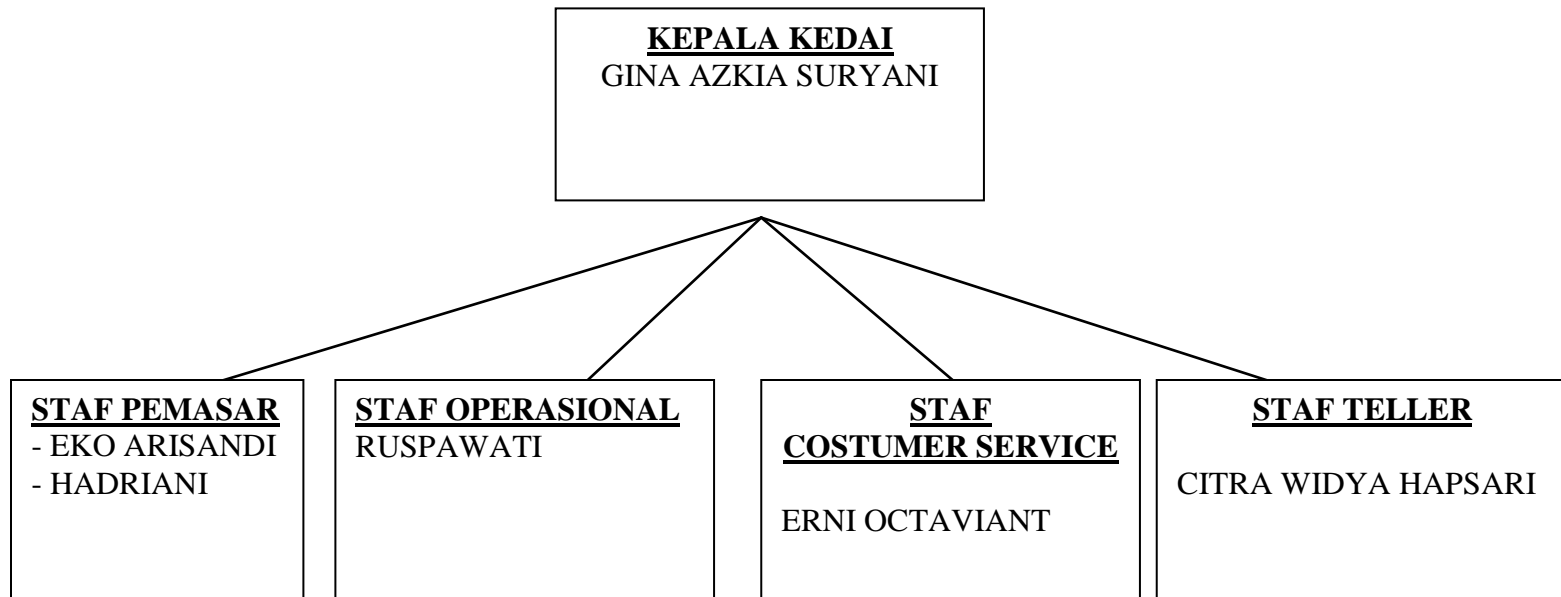 KEPALA KEDAI
GINA AZKIA SURYANI
STAF PEMASAR
- EKO ARISANDI
- HADRIANI
STAF OPERASIONAL
RUSPAWATI
STAF
COSTUMER SERVICE
ERNI OCTAVIANT
STAF TELLER
CITRA WIDYA HAPSARI